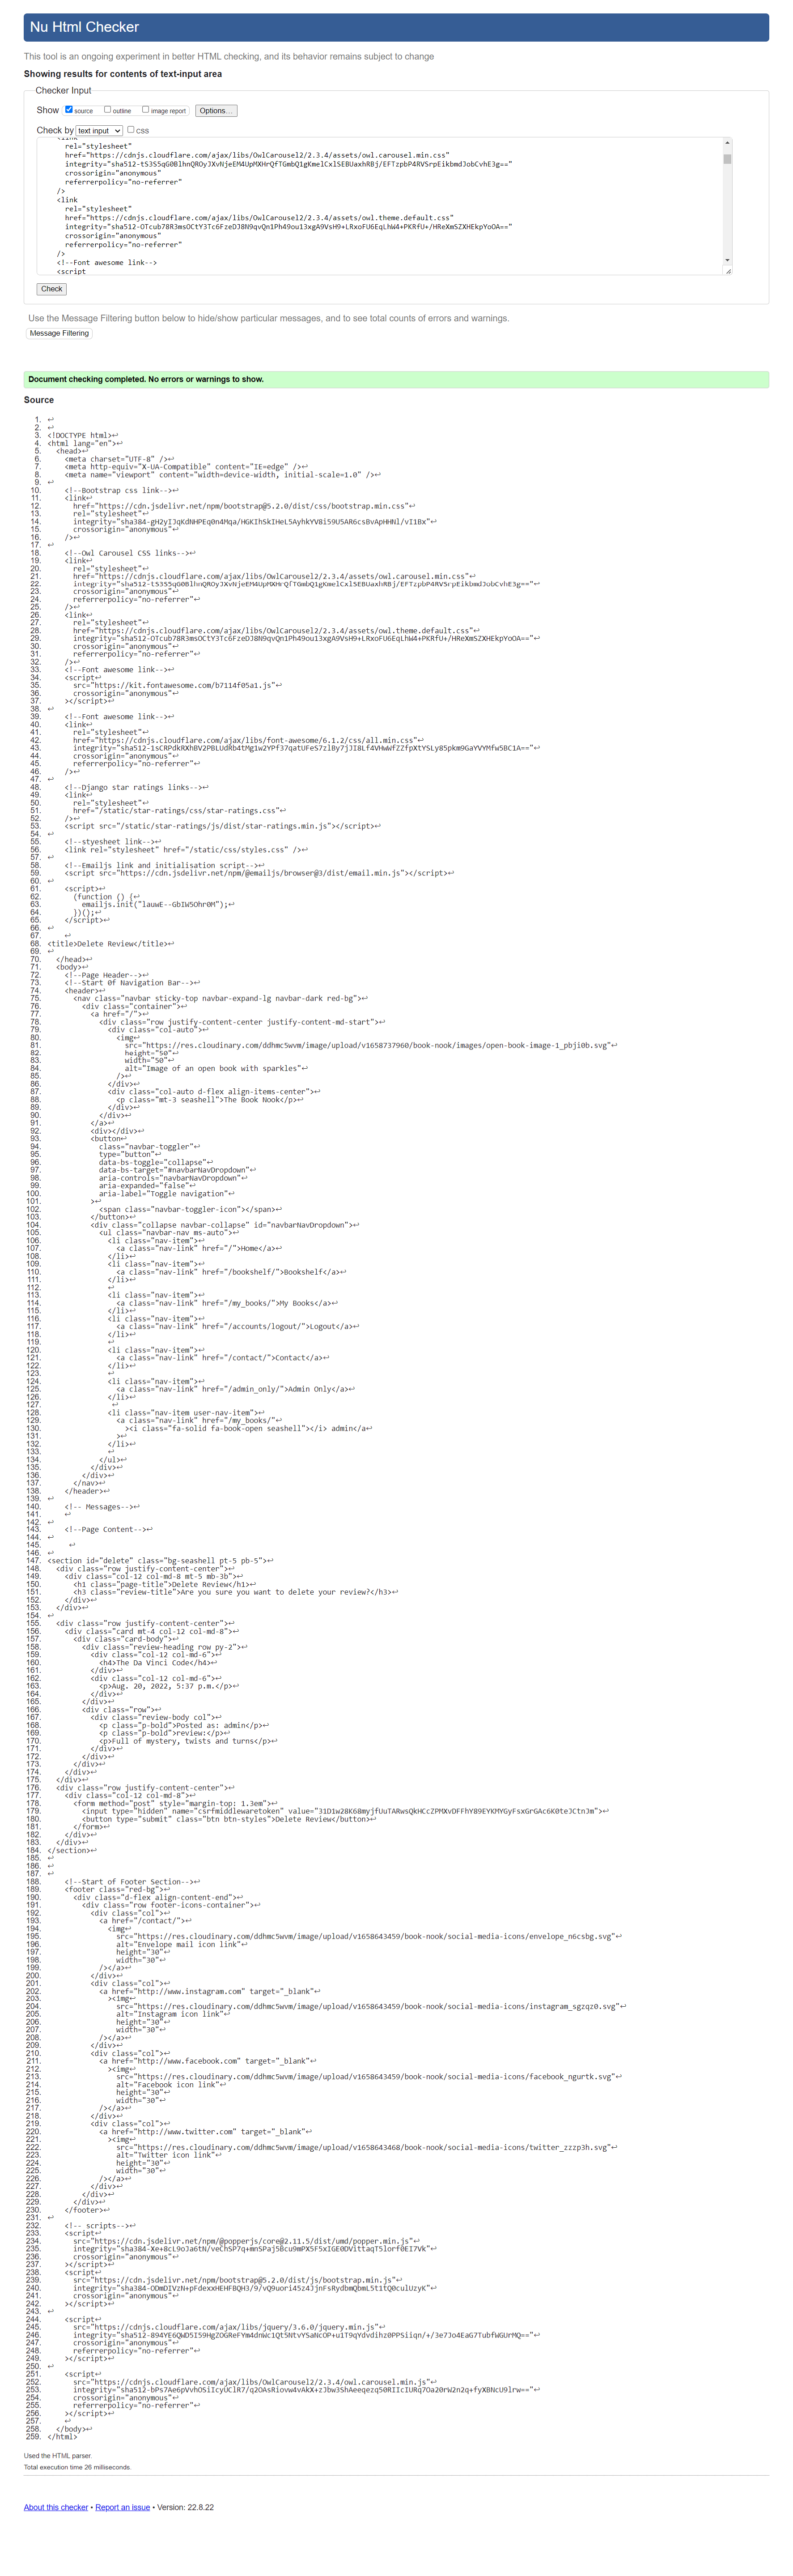 Nu Html Checker
This tool is an ongoing experiment in better HTML checking, and its behavior remains subject to change
Showing results for contents of text-input area
Checker Input
Show source outline image report Options...
Check by text input css
<link
rel="stylesheet"
href="https://cdnjs.cloudflare.com/ajax/libs/OwlCarousel2/2.3.4/assets/owl.carousel.min.css"
crossorigin="anonymous"
referrerpolicy="no-referrer"
/>
<link
rel="stylesheet"
href="https://cdnjs.cloudflare.com/ajax/libs/OwlCarousel2/2.3.4/assets/owl.theme.default.css"
crossorigin="anonymous"
referrerpolicy="no-referrer"
/>
<!--Font awesome link-->
<script
Check
Use the Message Filtering button below to hide/show particular messages, and to see total counts of errors and warnings.
Message Filtering
Document checking completed. No errors or warnings to show.
Source
1. ↩
2. ↩
3. <!DOCTYPE html>↩
4. <html lang="en">↩
5. <head>↩
6. <meta charset="UTF-8" />↩
7. <meta http-equiv="X-UA-Compatible" content="IE=edge" />↩
8. <meta name="viewport" content="width=device-width, initial-scale=1.0" />↩
9. ↩
10. <!--Bootstrap css link-->↩
11. <link↩
12. href="https://cdn.jsdelivr.net/npm/bootstrap@5.2.0/dist/css/bootstrap.min.css"↩
13. rel="stylesheet"↩
14.
15. crossorigin="anonymous"↩
16. />↩
17. ↩
18. <!--Owl Carousel CSS links-->↩
19. <link↩
20. rel="stylesheet"↩
21. href="https://cdnjs.cloudflare.com/ajax/libs/OwlCarousel2/2.3.4/assets/owl.carousel.min.css"↩
22.
23. crossorigin="anonymous"↩
24. referrerpolicy="no-referrer"↩
25. />↩
26. <link↩
27. rel="stylesheet"↩
28. href="https://cdnjs.cloudflare.com/ajax/libs/OwlCarousel2/2.3.4/assets/owl.theme.default.css"↩
29.
30. crossorigin="anonymous"↩
31. referrerpolicy="no-referrer"↩
32. />↩
33. <!--Font awesome link-->↩
34. <script↩
35. src="https://kit.fontawesome.com/b7114f05a1.js"↩
36. crossorigin="anonymous"↩
37. ></script>↩
38. ↩
39. <!--Font awesome link-->↩
40. <link↩
41. rel="stylesheet"↩
42. href="https://cdnjs.cloudflare.com/ajax/libs/font-awesome/6.1.2/css/all.min.css"↩
43.
44. crossorigin="anonymous"↩
45. referrerpolicy="no-referrer"↩
46. />↩
47. ↩
48. <!--Django star ratings links-->↩
49. <link↩
50. rel="stylesheet"↩
51. href="/static/star-ratings/css/star-ratings.css"↩
52. />↩
53. <script src="/static/star-ratings/js/dist/star-ratings.min.js"></script>↩
54. ↩
55. <!--styesheet link-->↩
56. <link rel="stylesheet" href="/static/css/styles.css" />↩
57. ↩
58. <!--Emailjs link and initialisation script-->↩
59. <script src="https://cdn.jsdelivr.net/npm/@emailjs/browser@3/dist/email.min.js"></script>↩
60. ↩
61. <script>↩
62. (function () {↩
63. emailjs.init("lauwE--GbIW5Ohr0M");↩
64. })();↩
65. </script>↩
66. ↩
67. ↩
68. <title>Delete Review</title>↩
69. ↩
70. </head>↩
71. <body>↩
72. <!--Page Header-->↩
73. <!--Start Of Navigation Bar-->↩
74. <header>↩
75. <nav class="navbar sticky-top navbar-expand-lg navbar-dark red-bg">↩
76. <div class="container">↩
77. <a href="/">↩
78. <div class="row justify-content-center justify-content-md-start">↩
79. <div class="col-auto">↩
80. <img↩
81. src="https://res.cloudinary.com/ddhmc5wvm/image/upload/v1658737960/book-nook/images/open-book-image-1_pbji0b.svg"↩
82. height="50"↩
83. width="50"↩
84. alt="Image of an open book with sparkles"↩
85. />↩
86. </div>↩
87. <div class="col-auto d-flex align-items-center">↩
88. <p class="mt-3 seashell">The Book Nook</p>↩
89. </div>↩
90. </div>↩
91. </a>↩
92. <div></div>↩
93. <button↩
94. class="navbar-toggler"↩
95. type="button"↩
96. data-bs-toggle="collapse"↩
97. data-bs-target="#navbarNavDropdown"↩
98. aria-controls="navbarNavDropdown"↩
99. aria-expanded="false"↩
100. aria-label="Toggle navigation"↩
101. >↩
102. <span class="navbar-toggler-icon"></span>↩
103. </button>↩
104. <div class="collapse navbar-collapse" id="navbarNavDropdown">↩
105. <ul class="navbar-nav ms-auto">↩
106. <li class="nav-item">↩
107. <a class="nav-link" href="/">Home</a>↩
108. </li>↩
109. <li class="nav-item">↩
110. <a class="nav-link" href="/bookshelf/">Bookshelf</a>↩
111. </li>↩
112. ↩
113. <li class="nav-item">↩
114. <a class="nav-link" href="/my_books/">My Books</a>↩
115. </li>↩
116. <li class="nav-item">↩
117. <a class="nav-link" href="/accounts/logout/">Logout</a>↩
118. </li>↩
119. ↩
120. <li class="nav-item">↩
121. <a class="nav-link" href="/contact/">Contact</a>↩
122. </li>↩
123. ↩
124. <li class="nav-item">↩
125. <a class="nav-link" href="/admin_only/">Admin Only</a>↩
126. </li>↩
127. ↩
128. <li class="nav-item user-nav-item">↩
129. <a class="nav-link" href="/my_books/"↩
130. ><i class="fa-solid fa-book-open seashell"></i> admin</a↩
131. >↩
132. </li>↩
133. ↩
134. </ul>↩
135. </div>↩
136. </div>↩
137. </nav>↩
138. </header>↩
139. ↩
140. <!-- Messages-->↩
141. ↩
142. ↩
143. <!--Page Content-->↩
144. ↩
145. ↩
146. ↩
147. <section id="delete" class="bg-seashell pt-5 pb-5">↩
148. <div class="row justify-content-center">↩
149. <div class="col-12 col-md-8 mt-5 mb-3b">↩
150. <h1 class="page-title">Delete Review</h1>↩
151. <h3 class="review-title">Are you sure you want to delete your review?</h3>↩
152. </div>↩
153. </div>↩
154. ↩
155. <div class="row justify-content-center">↩
156. <div class="card mt-4 col-12 col-md-8">↩
157. <div class="card-body">↩
158. <div class="review-heading row py-2">↩
159. <div class="col-12 col-md-6">↩
160. <h4>The Da Vinci Code</h4>↩
161. </div>↩
162. <div class="col-12 col-md-6">↩
163. <p>Aug. 20, 2022, 5:37 p.m.</p>↩
164. </div>↩
165. </div>↩
166. <div class="row">↩
167. <div class="review-body col">↩
168. <p class="p-bold">Posted as: admin</p>↩
169. <p class="p-bold">review:</p>↩
170. <p>Full of mystery, twists and turns</p>↩
171. </div>↩
172. </div>↩
173. </div>↩
174. </div>↩
175. </div>↩
176. <div class="row justify-content-center">↩
177. <div class="col-12 col-md-8">↩
178. <form method="post" style="margin-top: 1.3em">↩
179. <input type="hidden" name="csrfmiddlewaretoken"
180. <button type="submit" class="btn btn-styles">Delete Review</button>↩
181. </form>↩
182. </div>↩
183. </div>↩
184. </section>↩
185. ↩
186. ↩
187. ↩
188. <!--Start of Footer Section-->↩
189. <footer class="red-bg">↩
190. <div class="d-flex align-content-end">↩
191. <div class="row footer-icons-container">↩
192. <div class="col">↩
193. <a href="/contact/">↩
194. <img↩
195. src="https://res.cloudinary.com/ddhmc5wvm/image/upload/v1658643459/book-nook/social-media-icons/envelope_n6csbg.svg"↩
196. alt="Envelope mail icon link"↩
197. height="30"↩
198. width="30"↩
199. /></a>↩
200. </div>↩
201. <div class="col">↩
202. <a href="http://www.instagram.com" target="_blank"↩
203. ><img↩
204. src="https://res.cloudinary.com/ddhmc5wvm/image/upload/v1658643459/book-nook/social-media-icons/instagram_sgzqz0.svg"↩
205. alt="Instagram icon link"↩
206. height="30"↩
207. width="30"↩
208. /></a>↩
209. </div>↩
210. <div class="col">↩
211. <a href="http://www.facebook.com" target="_blank"↩
212. ><img↩
213. src="https://res.cloudinary.com/ddhmc5wvm/image/upload/v1658643459/book-nook/social-media-icons/facebook_ngurtk.svg"↩
214. alt="Facebook icon link"↩
215. height="30"↩
216. width="30"↩
217. /></a>↩
218. </div>↩
219. <div class="col">↩
220. <a href="http://www.twitter.com" target="_blank"↩
221. ><img↩
222. src="https://res.cloudinary.com/ddhmc5wvm/image/upload/v1658643468/book-nook/social-media-icons/twitter_zzzp3h.svg"↩
223. alt="Twitter icon link"↩
224. height="30"↩
225. width="30"↩
226. /></a>↩
227. </div>↩
228. </div>↩
229. </div>↩
230. </footer>↩
231. ↩
232. <!-- scripts-->↩
233. <script↩
234. src="https://cdn.jsdelivr.net/npm/@popperjs/core@2.11.5/dist/umd/popper.min.js"↩
235.
236. crossorigin="anonymous"↩
237. ></script>↩
238. <script↩
239. src="https://cdn.jsdelivr.net/npm/bootstrap@5.2.0/dist/js/bootstrap.min.js"↩
240.
241. crossorigin="anonymous"↩
242. ></script>↩
243. ↩
244. <script↩
245. src="https://cdnjs.cloudflare.com/ajax/libs/jquery/3.6.0/jquery.min.js"↩
246.
247. crossorigin="anonymous"↩
248. referrerpolicy="no-referrer"↩
249. ></script>↩
250. ↩
251. <script↩
252. src="https://cdnjs.cloudflare.com/ajax/libs/OwlCarousel2/2.3.4/owl.carousel.min.js"↩
253.
254. crossorigin="anonymous"↩
255. referrerpolicy="no-referrer"↩
256. ></script>↩
257. ↩
258. </body>↩
259. </html>
Used the HTML parser.
Total execution time 26 milliseconds.
About this checker • Report an issue • Version: 22.8.22